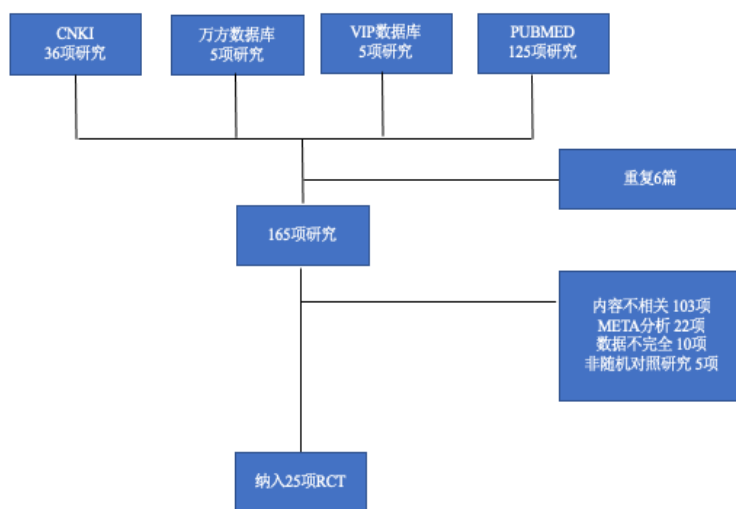 CNKI
36项研究
万方数据库
5项研究
VIP数据库
5项研究
PUBMED
125项研究
重复6篇
165项研究
内容不相关 103项
META分析 22项
数据不完全 10项
非随机对照研究 5项
纳入25项RCT